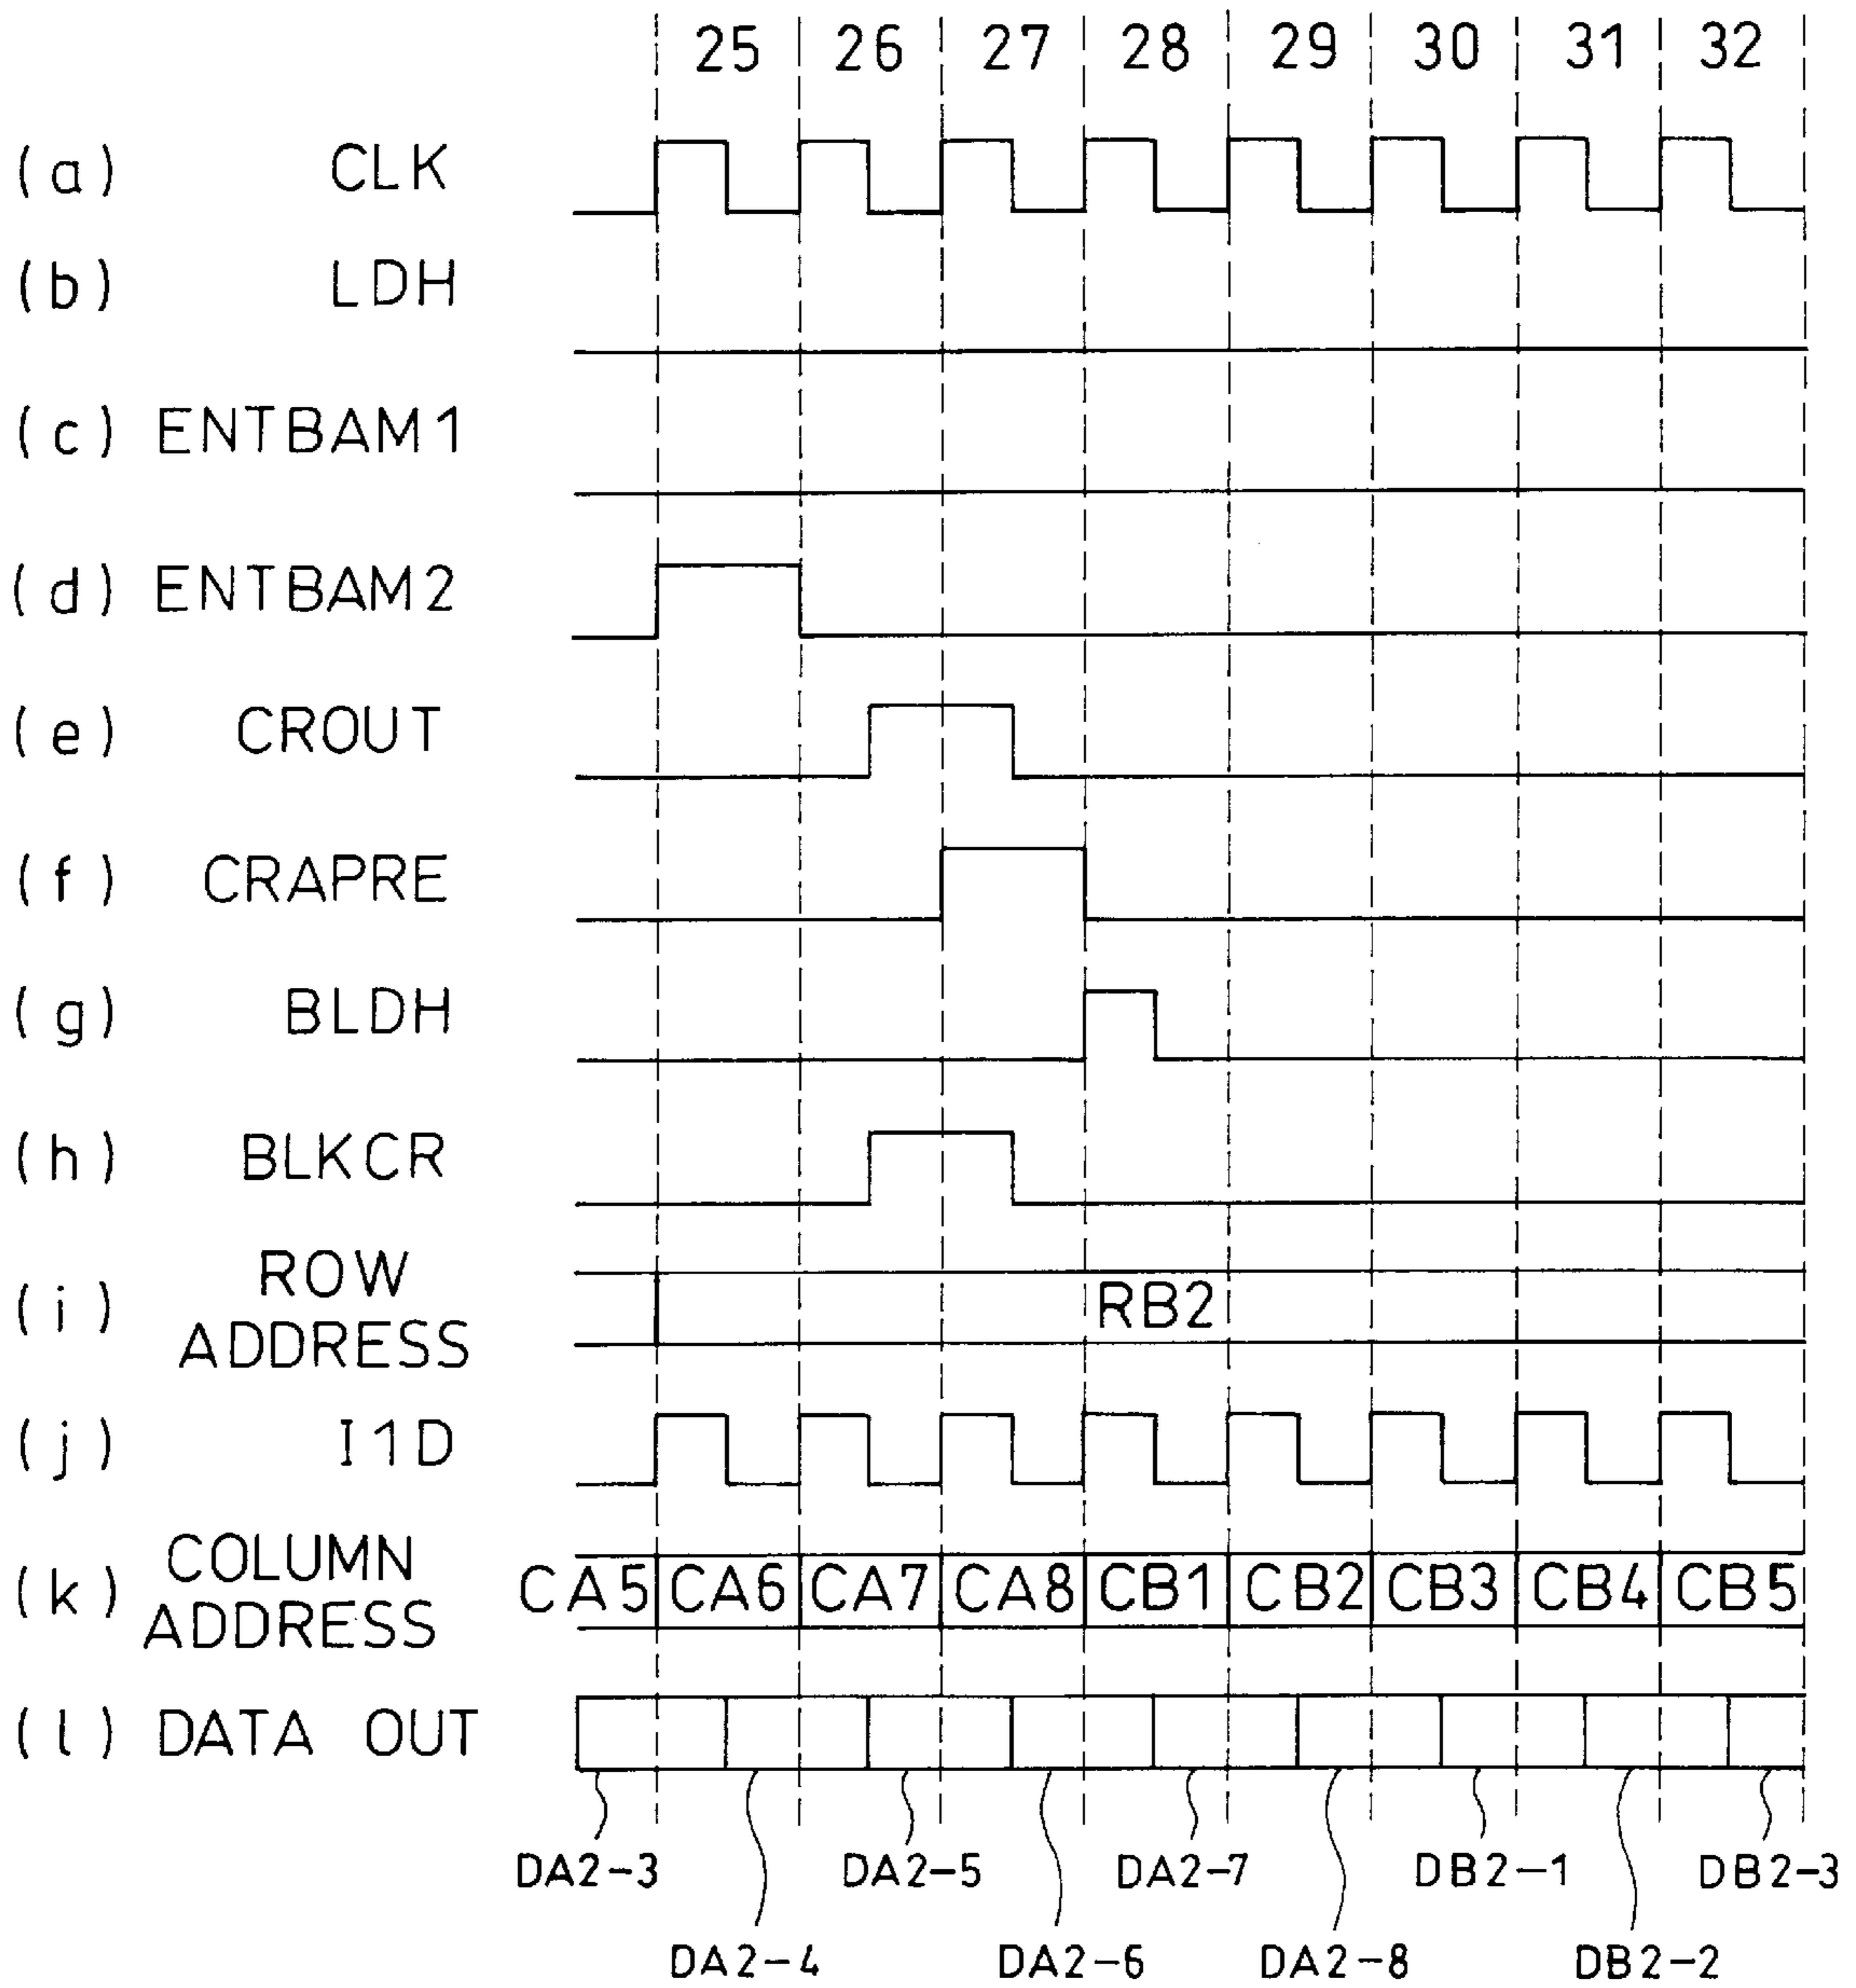 25 26 27 28 29 30 31 32
(a) CLK
(b) LDH
(c) ENTBAM1
(d) ENTBAM2
(e) CROUT
(f) CRAPRE
(g) BLDH
(h) BLKCR
(i) ROW ADDRESS RB2
(j) I1D
(k) COLUMN ADDRESS CA5 CA6 CA7 CA8 CB1 CB2 CB3 CB4 CB5
(l) DATA OUT
DA2-3 DA2-5 DA2-7 DB2-1 DB2-3
DA2-4 DA2-6 DA2-8 DB2-2